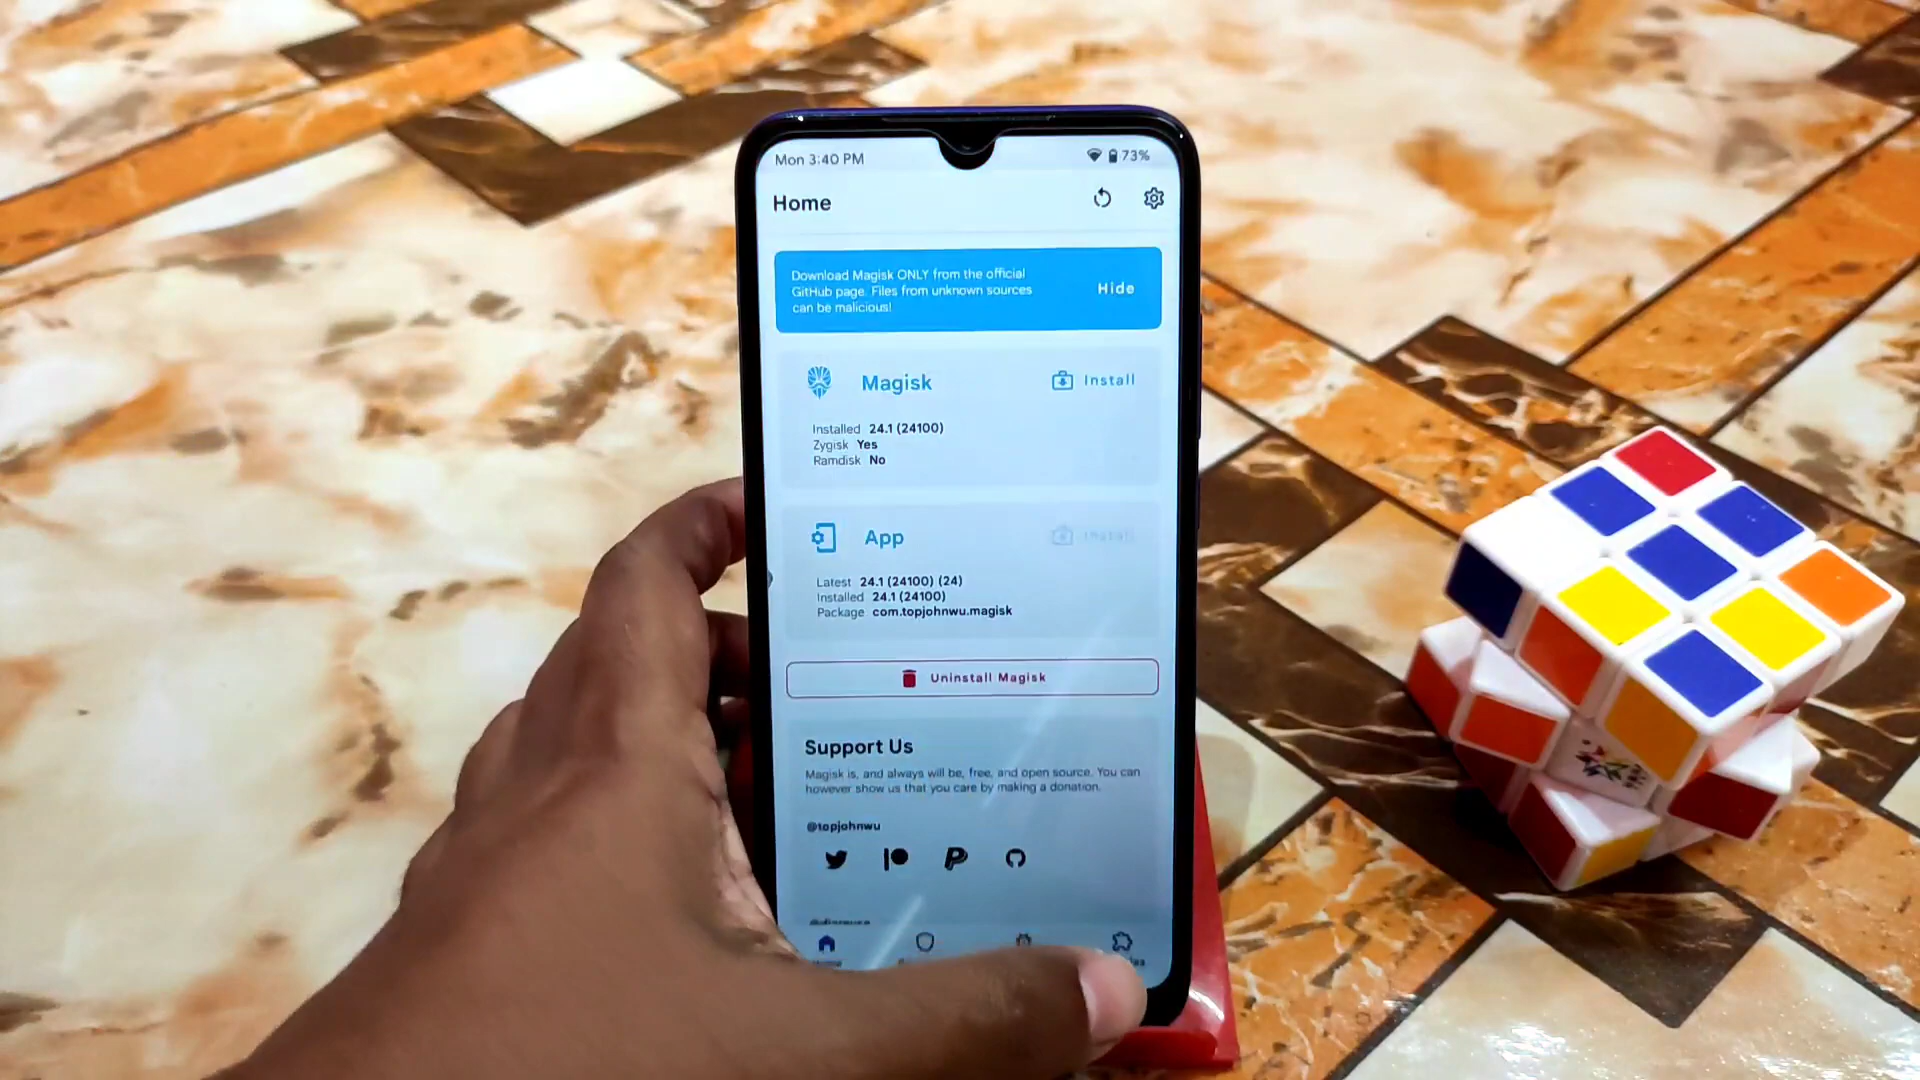 Mon 3:40 PM
73%
Home
Download Magisk ONLY from the official
GitHub page. Files from unknown sources
can be malicious!
Hide
Magisk
Install
Installed 24.1 (24100)
Zygisk Yes
Ramdisk No
App
Install
Latest 24.1 (24100) (24)
Installed 24.1 (24100)
Package com.topjohnwu.magisk
Uninstall Magisk
Support Us
Magisk is, and always will be, free, and open source. You can
however show us that you care by making a donation.
@topjohnwu
Home